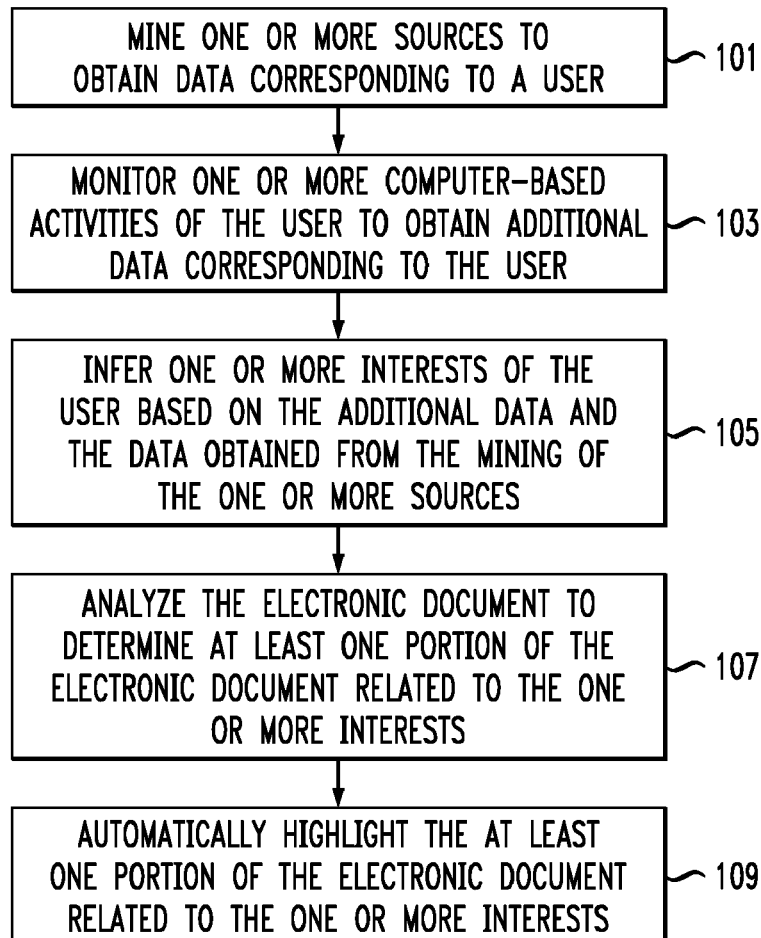 MINE ONE OR MORE SOURCES TO
OBTAIN DATA CORRESPONDING TO A USER
101
MONITOR ONE OR MORE COMPUTER-BASED
ACTIVITIES OF THE USER TO OBTAIN ADDITIONAL
DATA CORRESPONDING TO THE USER
103
INFER ONE OR MORE INTERESTS OF THE
USER BASED ON THE ADDITIONAL DATA AND
THE DATA OBTAINED FROM THE MINING OF
THE ONE OR MORE SOURCES
105
ANALYZE THE ELECTRONIC DOCUMENT TO
DETERMINE AT LEAST ONE PORTION OF THE
ELECTRONIC DOCUMENT RELATED TO THE ONE
OR MORE INTERESTS
107
AUTOMATICALLY HIGHLIGHT THE AT LEAST
ONE PORTION OF THE ELECTRONIC DOCUMENT
RELATED TO THE ONE OR MORE INTERESTS
109